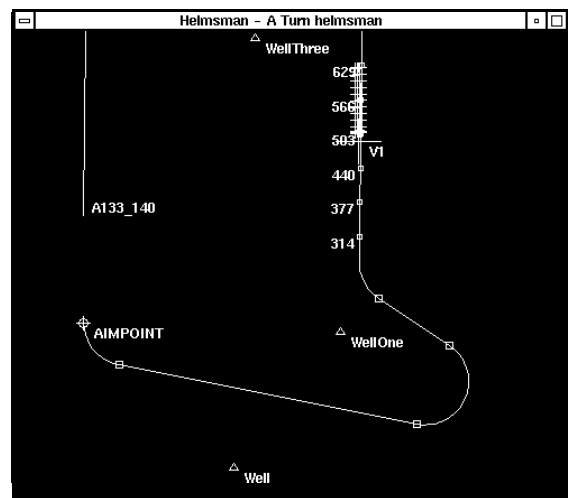 Helmsman - A Turn helmsman
WellThree
629
566
503
V1
440
A133_140
377
314
AIMPOINT
WellOne
Well